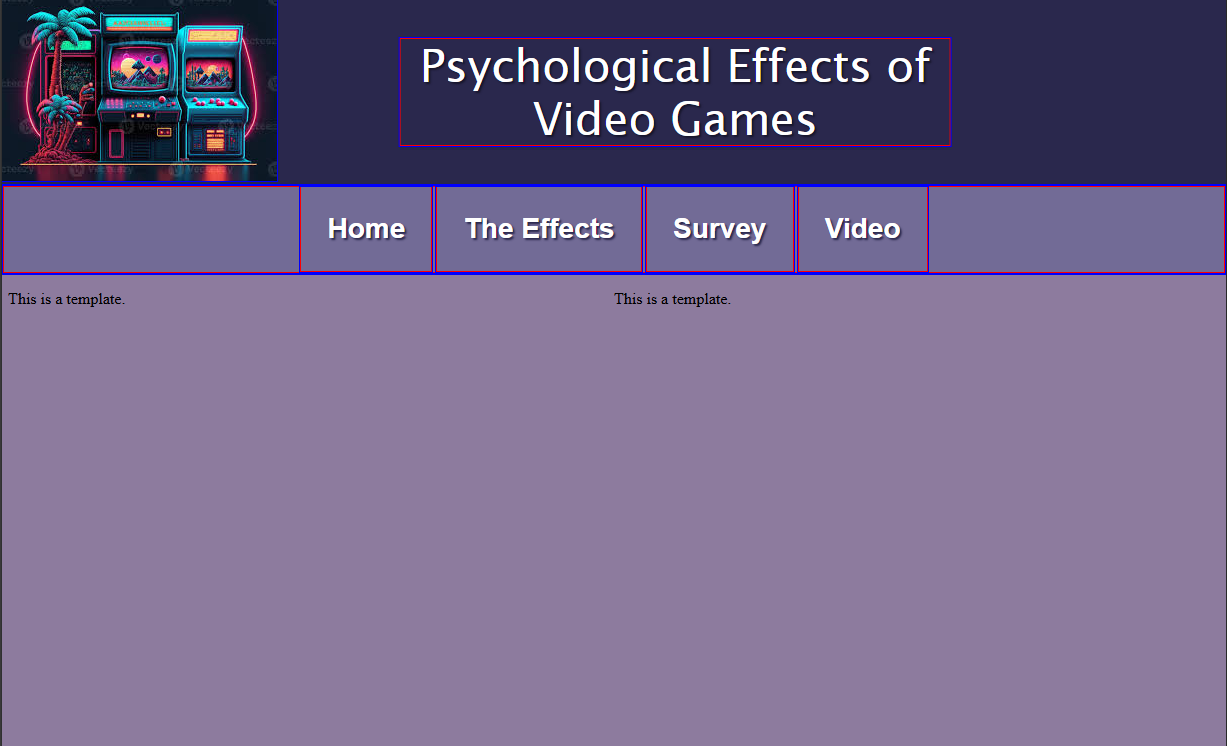 Psychological Effects of
Video Games
Home The Effects Survey Video
This is a template. This is a template.